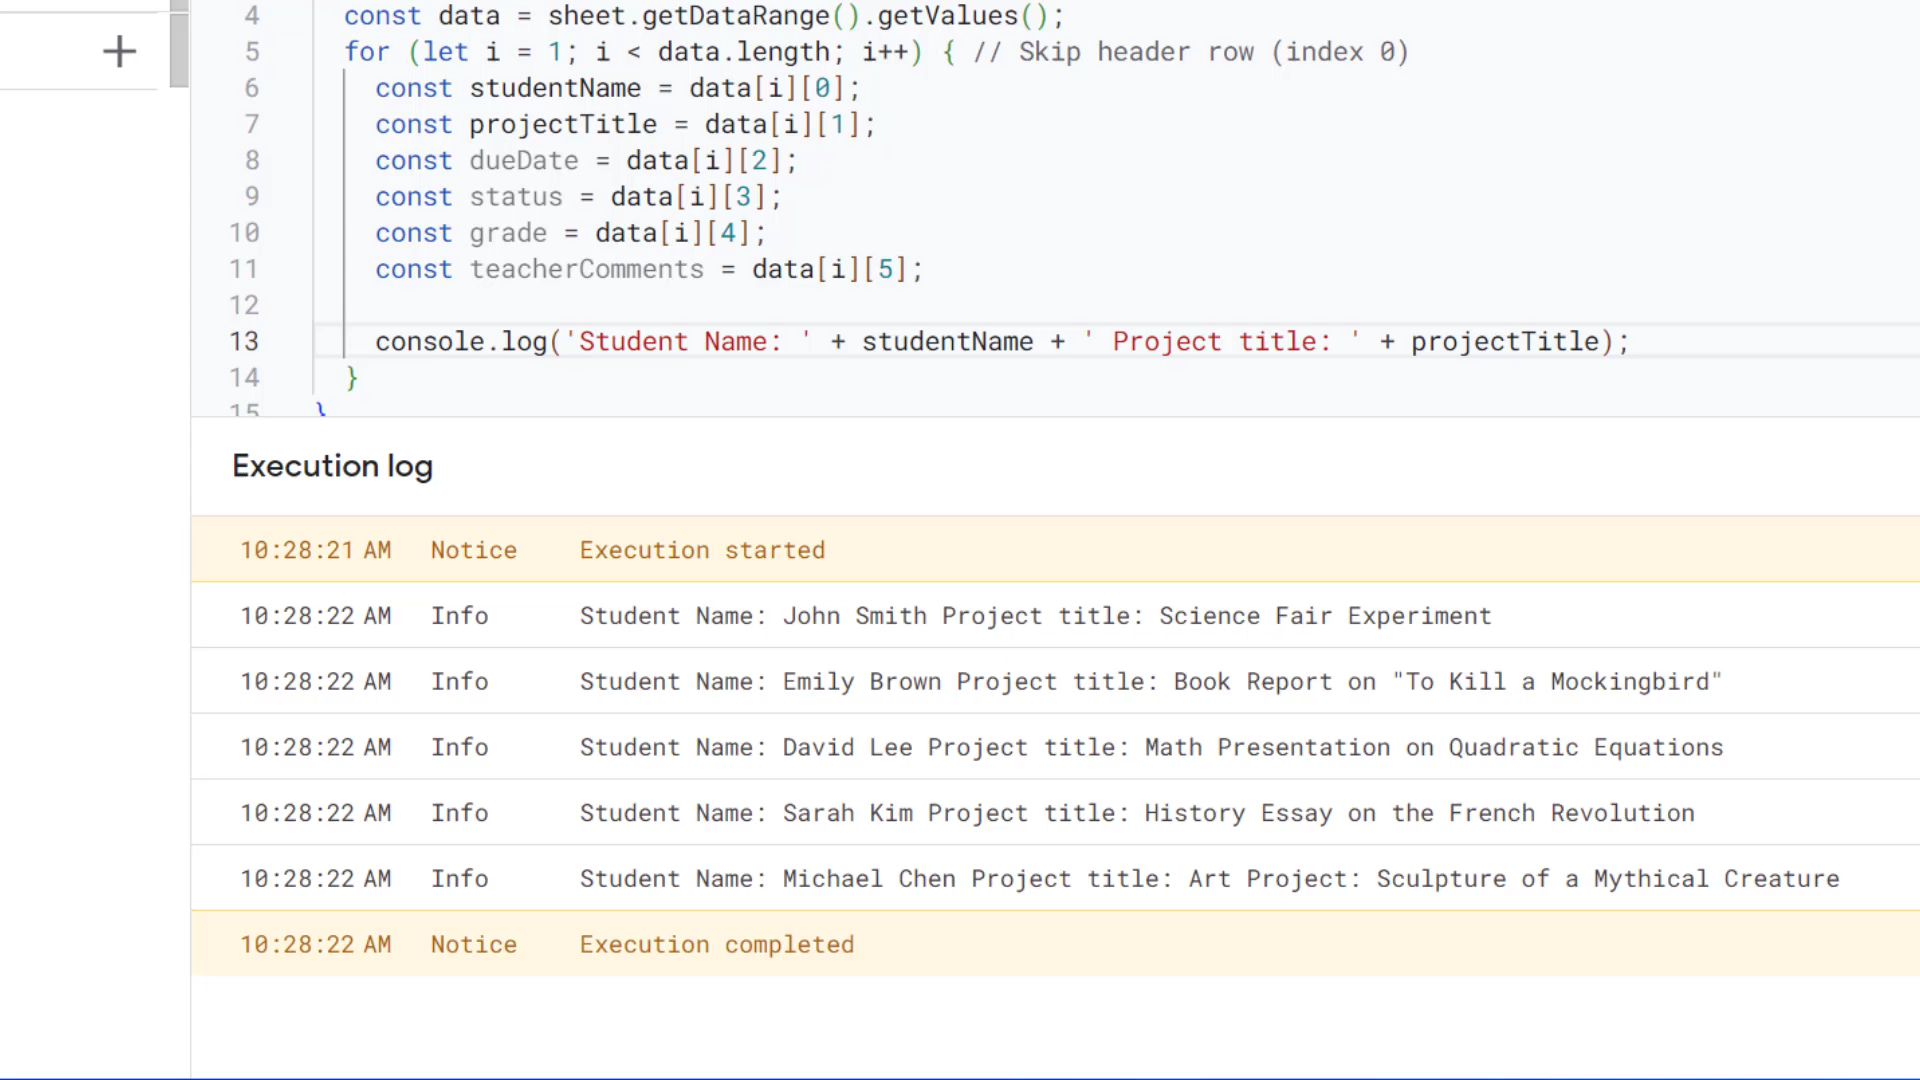 4 const data = sheet.getDataRange().getValues();
5 for (let i = 1; i < data.length; i++) { // Skip header row (index 0)
6 const studentName = data[i][0];
7 const projectTitle = data[i][1];
8 const dueDate = data[i][2];
9 const status = data[i][3];
10 const grade = data[i][4];
11 const teacherComments = data[i][5];
12
13 console.log('Student Name: ' + studentName + ' Project title: ' + projectTitle);
14 }
15 }
Execution log
10:28:21 AM Notice Execution started
10:28:22 AM Info Student Name: John Smith Project title: Science Fair Experiment
10:28:22 AM Info Student Name: Emily Brown Project title: Book Report on "To Kill a Mockingbird"
10:28:22 AM Info Student Name: David Lee Project title: Math Presentation on Quadratic Equations
10:28:22 AM Info Student Name: Sarah Kim Project title: History Essay on the French Revolution
10:28:22 AM Info Student Name: Michael Chen Project title: Art Project: Sculpture of a Mythical Creature
10:28:22 AM Notice Execution completed